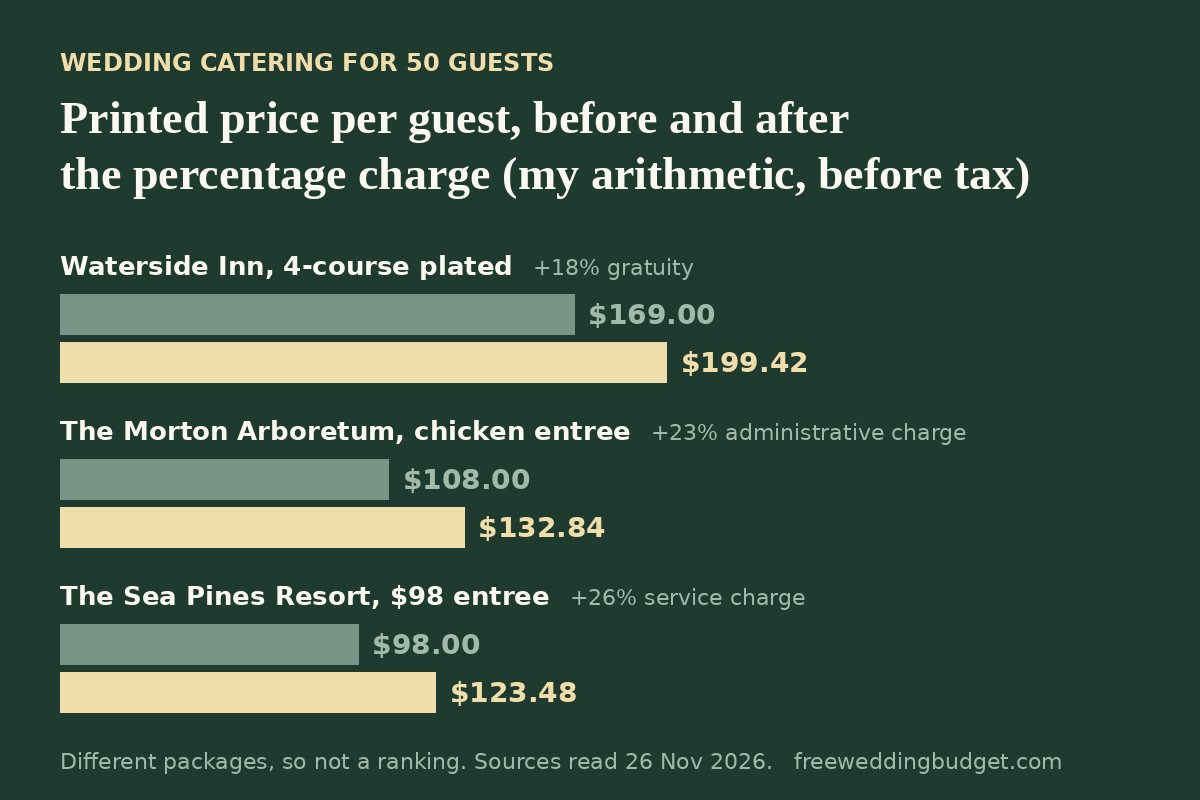 WEDDING CATERING FOR 50 GUESTS
Printed price per guest, before and after
the percentage charge (my arithmetic, before tax)
Waterside Inn, 4-course plated +18% gratuity
$169.00
$199.42
The Morton Arboretum, chicken entree +23% administrative charge
$108.00
$132.84
The Sea Pines Resort, $98 entree +26% service charge
$98.00
$123.48
Different packages, so not a ranking. Sources read 26 Nov 2026. freeweddingbudget.com